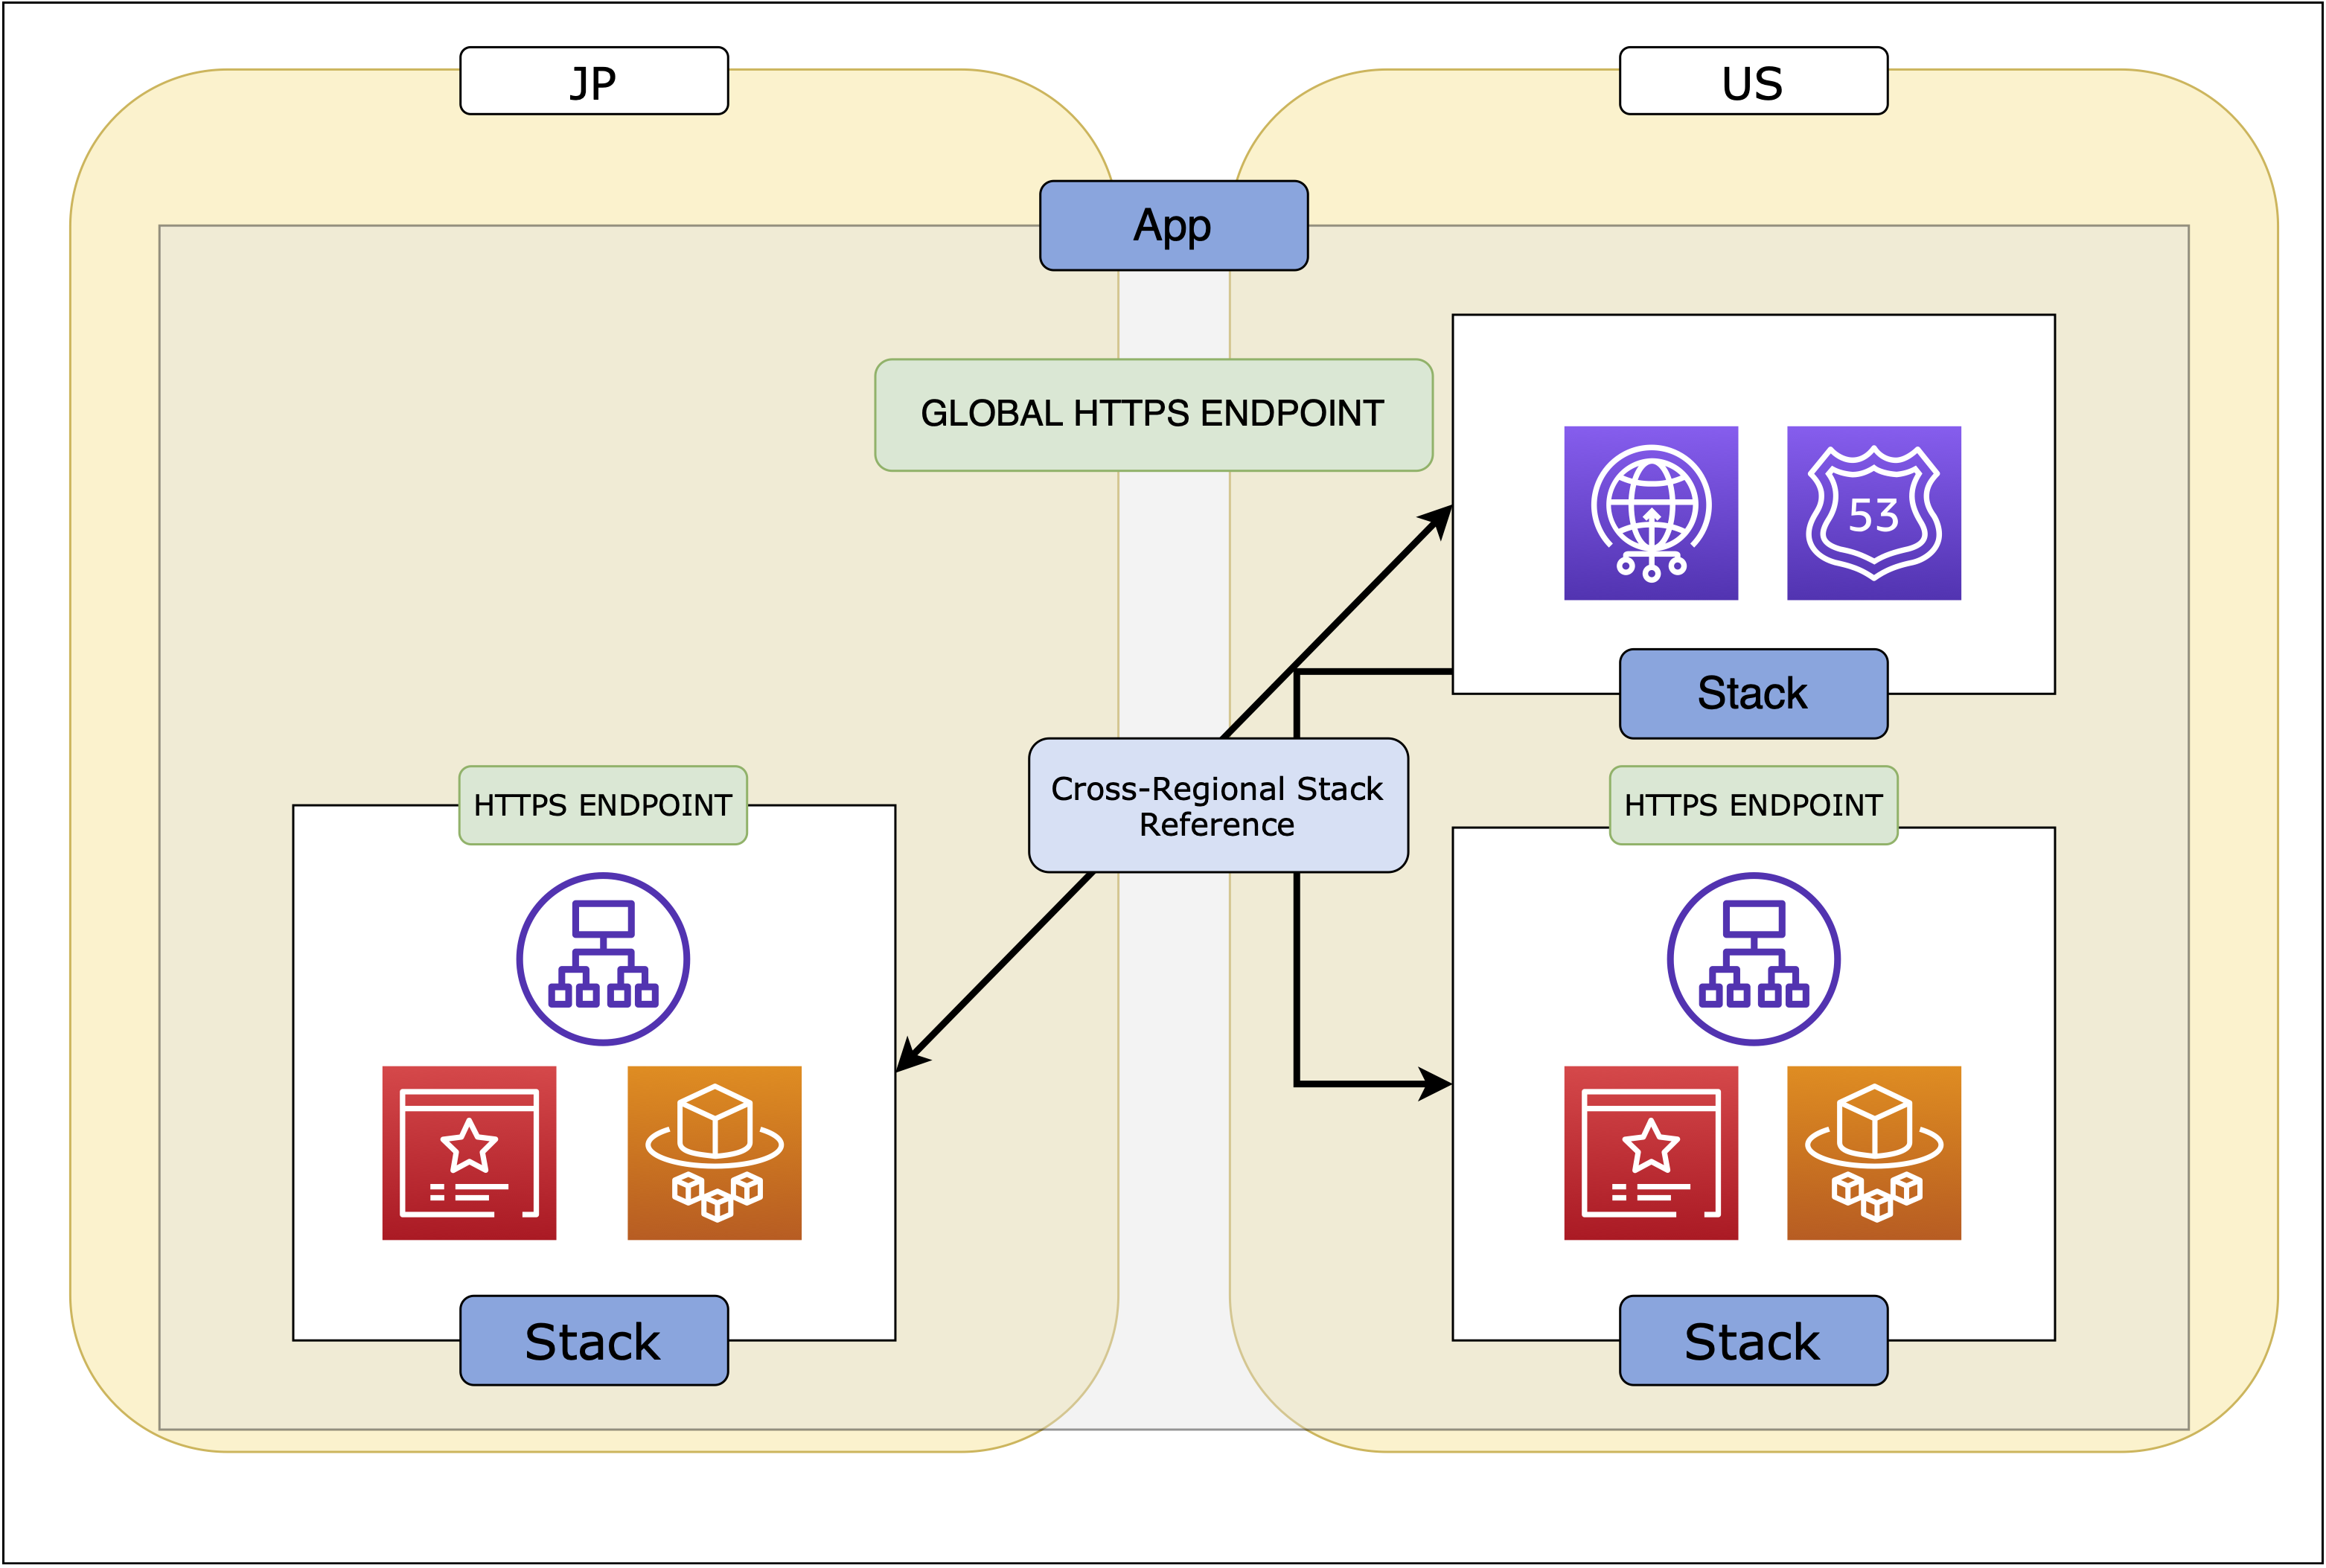 JP
US
App
GLOBAL HTTPS ENDPOINT
53
Stack
Cross-Regional Stack
Reference
HTTPS ENDPOINT
HTTPS ENDPOINT
Stack
Stack